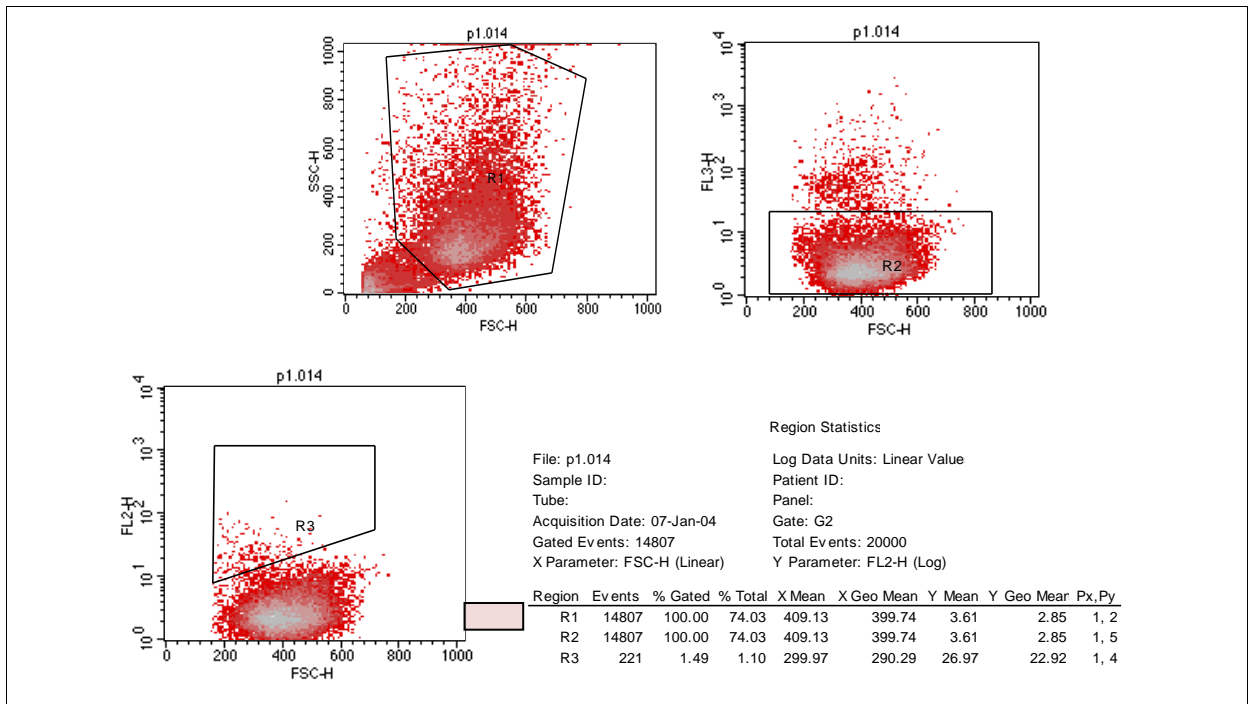 p1.014
1000
800
600
400
200
0
SSC-H
R1
0 200 400 600 800 1000
FSC-H
p1.014
10 4
10 3
10 2
10 1
10 0
FL3-H
R2
0 200 400 600 800 1000
FSC-H
p1.014
10 4
10 3
10 2
10 1
10 0
FL2-H
R3
0 200 400 600 800 1000
FSC-H
Region Statistics
File: p1.014 Log Data Units: Linear Value
Sample ID: Patient ID:
Tube: Panel:
Acquisition Date: 07-Jan-04 Gate: G2
Gated Events: 14807 Total Events: 20000
X Parameter: FSC-H (Linear) Y Parameter: FL2-H (Log)
Region Events % Gated % Total X Mean X Geo Mean Y Mean Y Geo Mean Px,Py
R1 14807 100.00 74.03 409.13 399.74 3.61 2.85 1, 2
R2 14807 100.00 74.03 409.13 399.74 3.61 2.85 1, 5
R3 221 1.49 1.10 299.97 290.29 26.97 22.92 1, 4